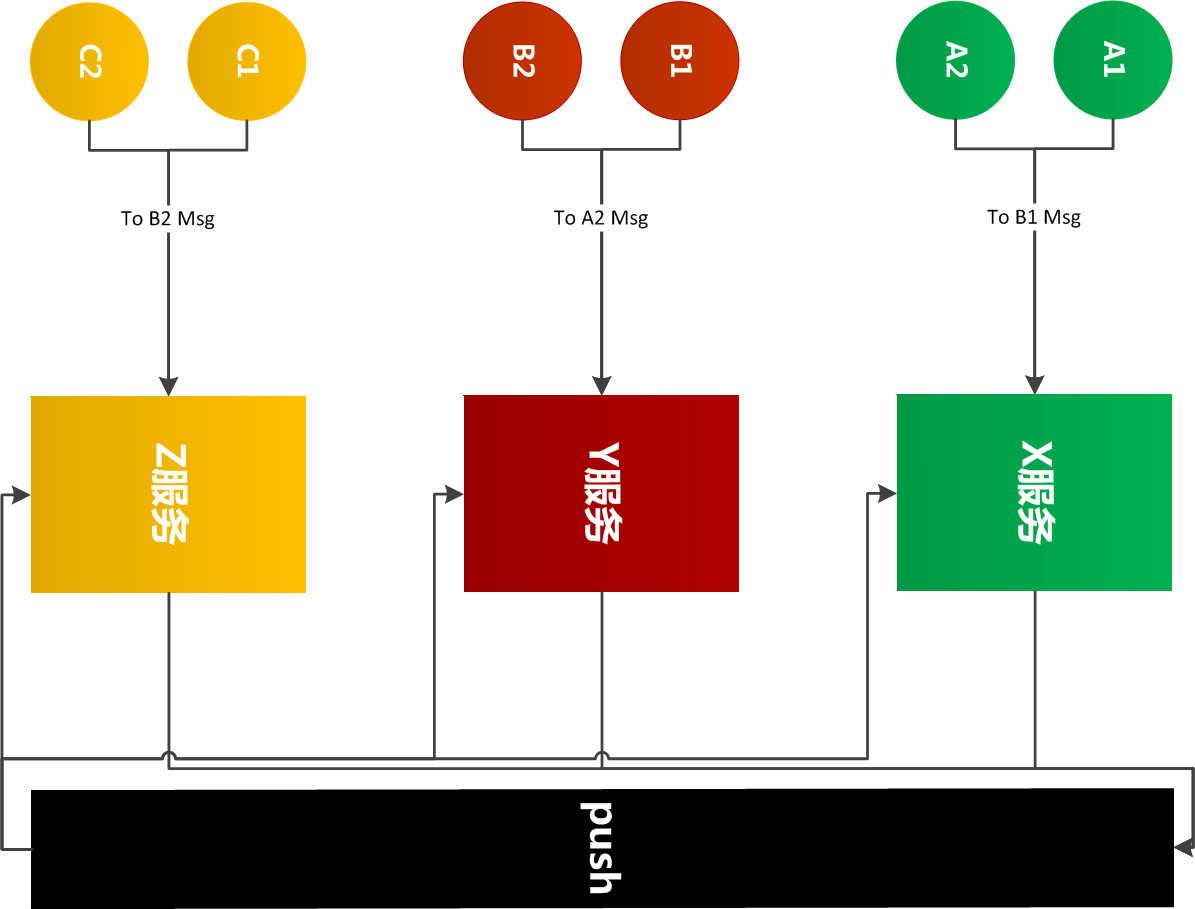 C2
C1
B2
B1
A2
A1
To B2 Msg
To A2 Msg
To B1 Msg
Z服务
Y服务
X服务
push